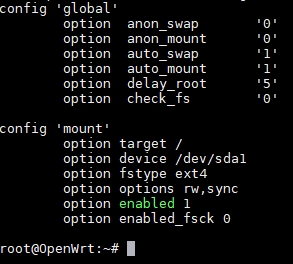 config 'global'
option anon_swap '0'
option anon_mount '0'
option auto_swap '1'
option auto_mount '1'
option delay_root '5'
option check_fs '0'
config 'mount'
option target /
option device /dev/sda1
option fstype ext4
option options rw,sync
option enabled 1
option enabled_fsck 0
root@OpenWrt:~#